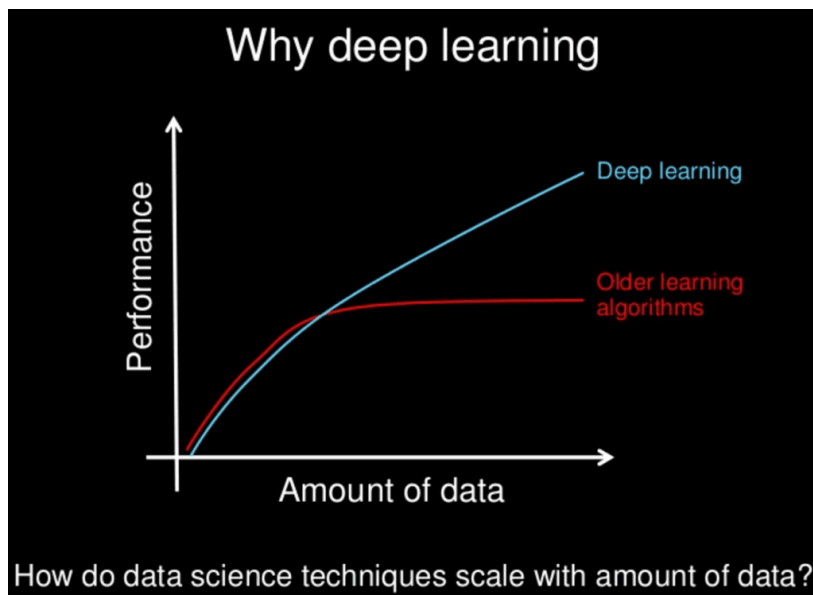 Why deep learning
Performance
Deep learning
Older learning
algorithms
Amount of data
How do data science techniques scale with amount of data?